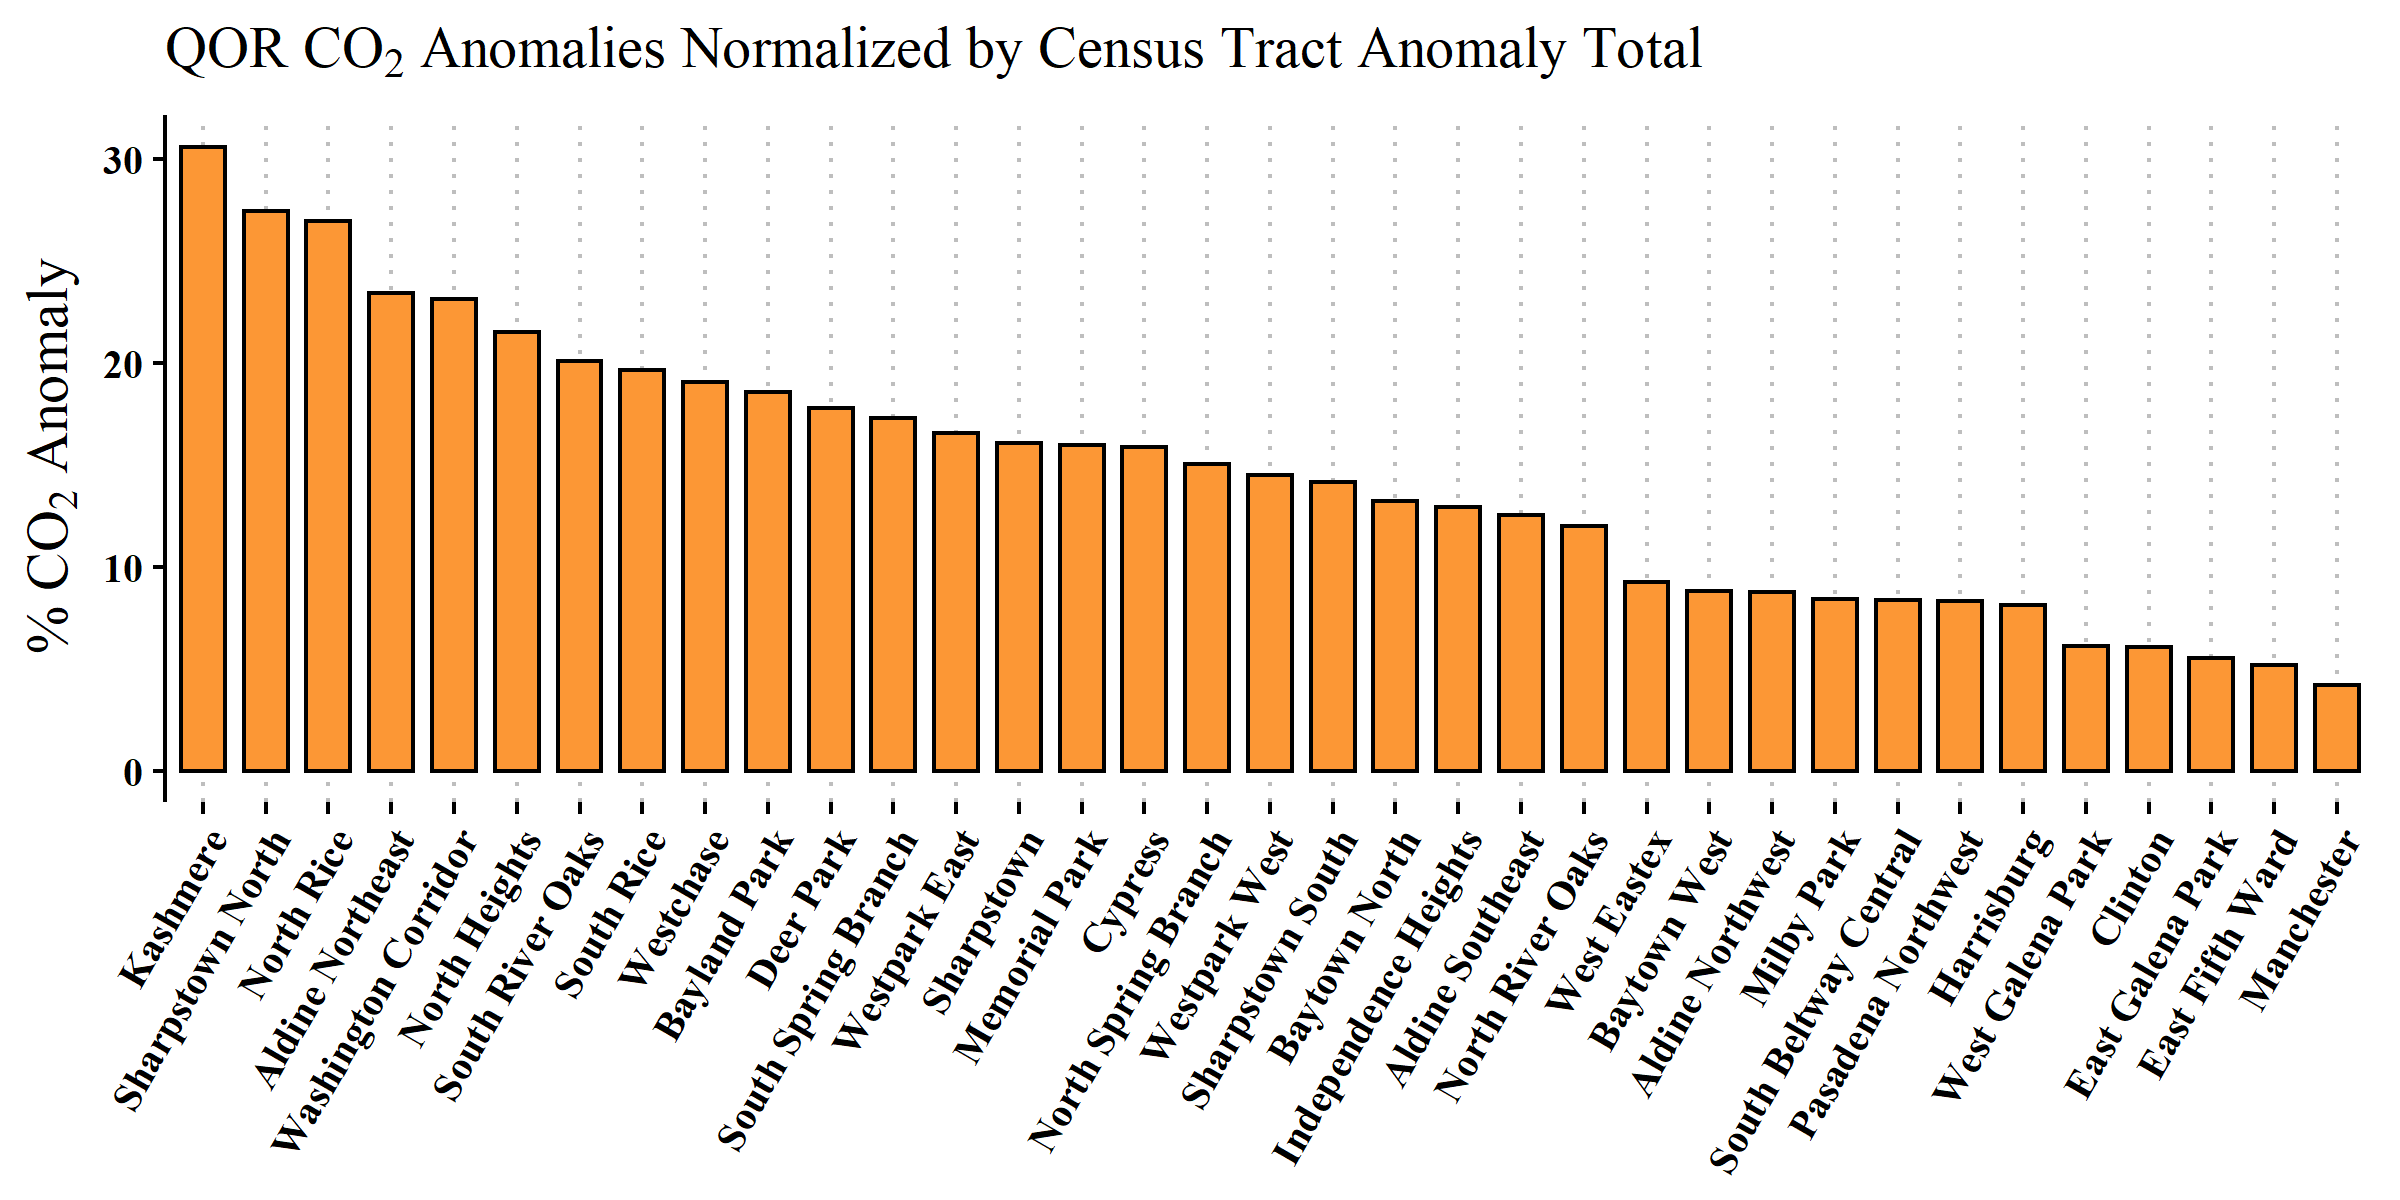 QOR CO₂ Anomalies Normalized by Census Tract Anomaly Total
% CO₂ Anomaly
30
20
10
0
Kashmere
Sharpstown North
North Rice
Aldine Northeast
Washington Corridor
North Heights
South River Oaks
South Rice
Westchase
Bayland Park
Deer Park
South Spring Branch
Westpark East
Sharpstown
Memorial Park
Cypress
North Spring Branch
Westpark West
Sharpstown South
Baytown North
Independence Heights
Aldine Southeast
North River Oaks
West Eastex
Baytown West
Aldine Northwest
Milby Park
South Beltway Central
Pasadena Northwest
Harrisburg
West Galena Park
Clinton
East Galena Park
East Fifth Ward
Manchester